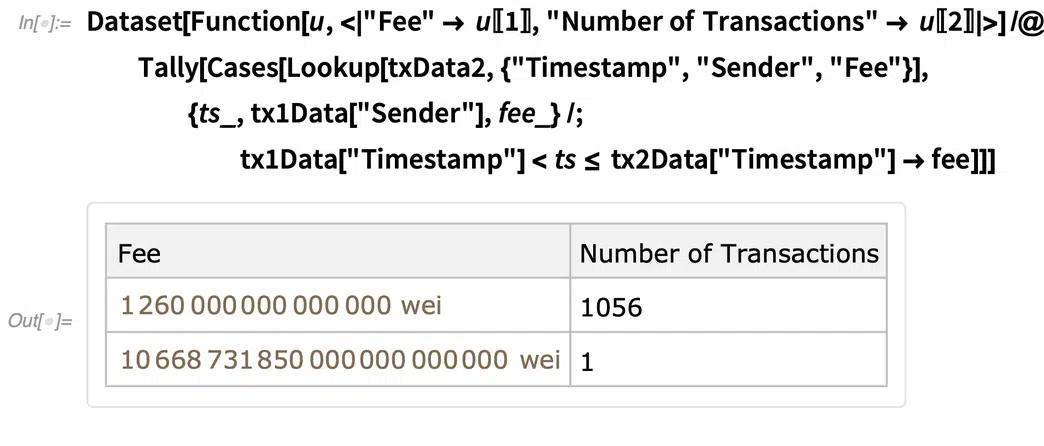 In[●]:= Dataset[Function[u, <|"Fee" → u〚1〛, "Number of Transactions" → u〚2〛|>] /@
Tally[Cases[Lookup[txData2, {"Timestamp", "Sender", "Fee"}],
{ts_, tx1Data["Sender"], fee_} /;
tx1Data["Timestamp"] < ts ≤ tx2Data["Timestamp"] → fee]]]
Fee Number of Transactions
1 260 000 000 000 000 wei 1056
Out[●]=
10 668 731 850 000 000 000 000 wei 1